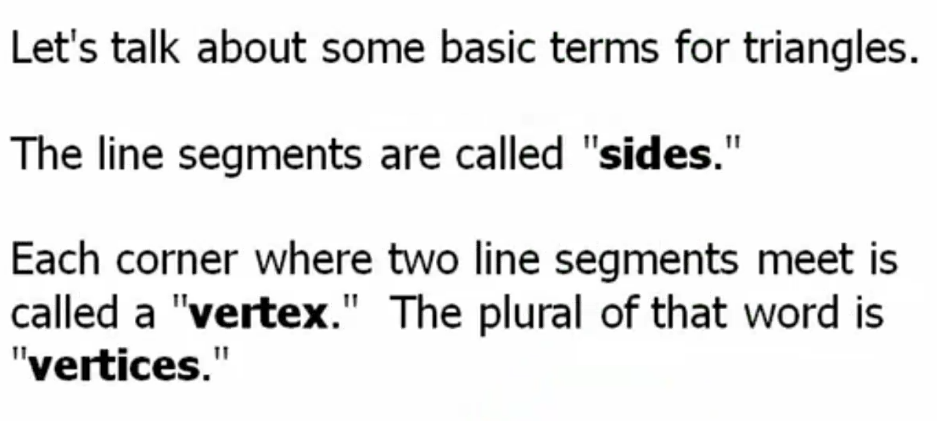 Let's talk about some basic terms for triangles.
The line segments are called "sides."
Each corner where two line segments meet is
called a "vertex."  The plural of that word is
"vertices."